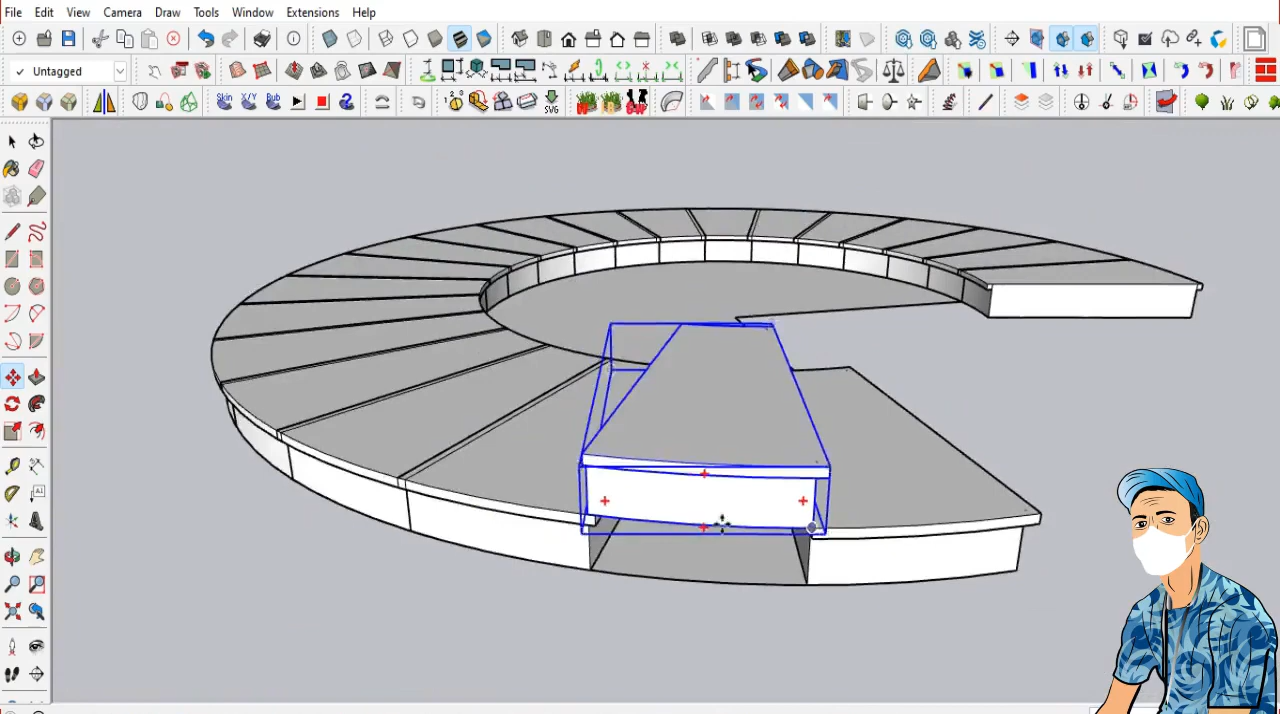 File Edit View Camera Draw Tools Window Extensions Help
✓ Untagged
Skin X/Y Bub
SVG